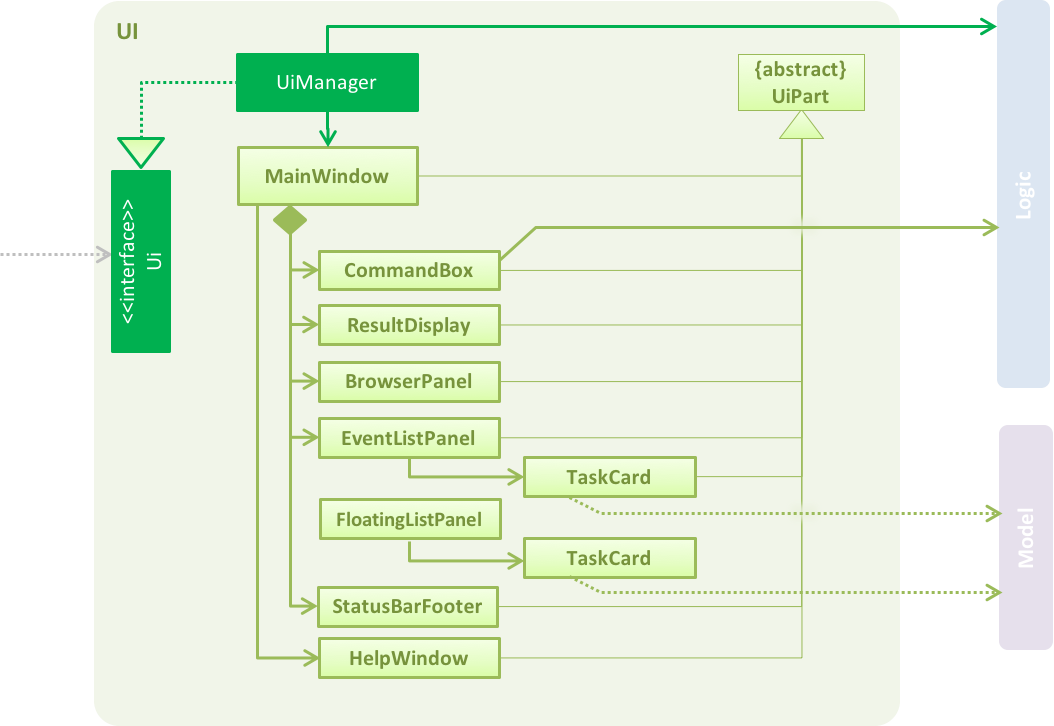 UI
UiManager
{abstract}
UiPart
MainWindow
<<interface>>
Ui
Logic
CommandBox
ResultDisplay
BrowserPanel
EventListPanel
TaskCard
FloatingListPanel
Model
TaskCard
StatusBarFooter
HelpWindow